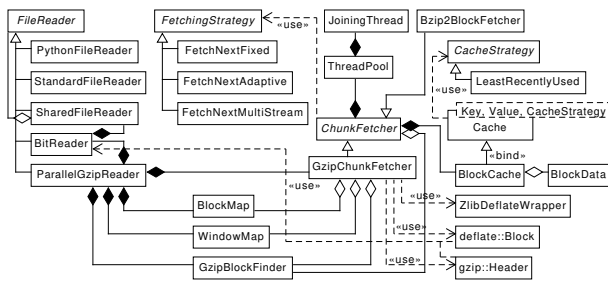 FileReader
PythonFileReader
StandardFileReader
SharedFileReader
BitReader
ParallelGzipReader
FetchingStrategy
FetchNextFixed
FetchNextAdaptive
FetchNextMultiStream
«use»
JoiningThread
ThreadPool
ChunkFetcher
GzipChunkFetcher
«use»
Bzip2BlockFetcher
CacheStrategy
LeastRecentlyUsed
«use»
Key, Value, CacheStrategy
Cache
«bind»
BlockCache
BlockData
BlockMap
WindowMap
GzipBlockFinder
«use»
ZlibDeflateWrapper
«use»
deflate::Block
«use»
gzip::Header